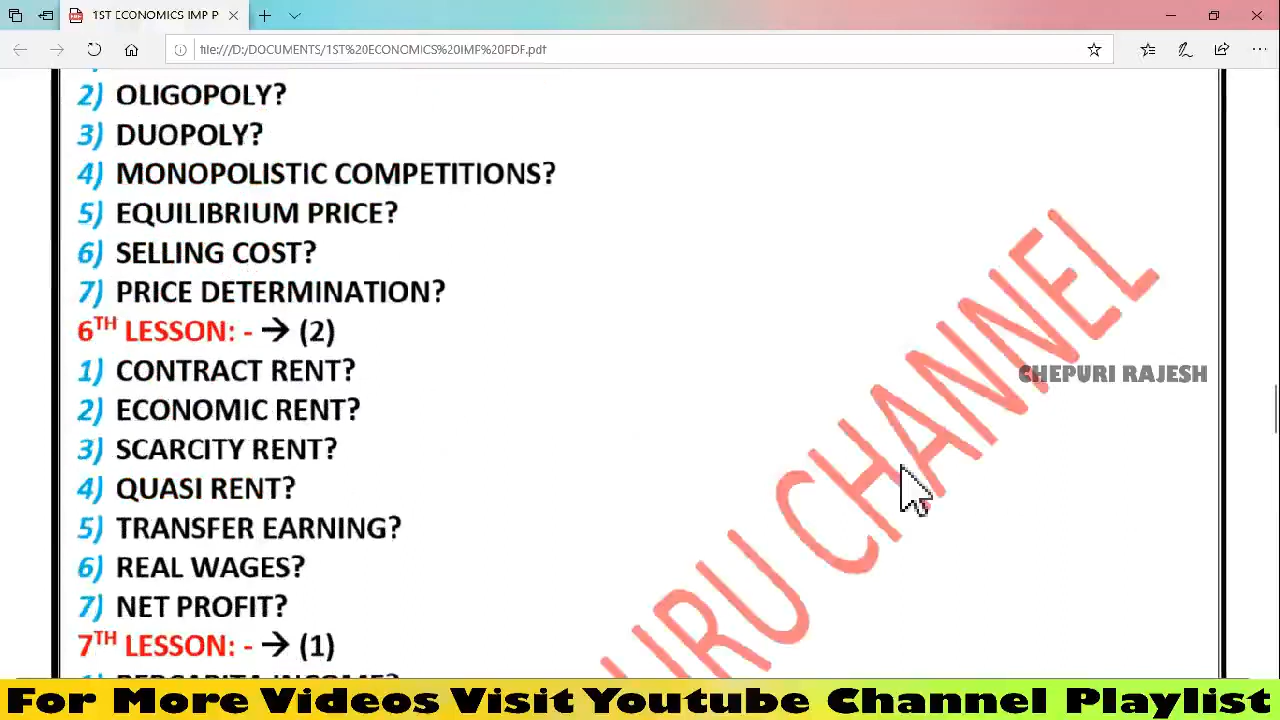 1ST ECONOMICS IMP P
file:///D:/DOCUMENTS/1ST%20ECONOMICS%20IMF%20FDF.pdf
2) OLIGOPOLY?
3) DUOPOLY?
4) MONOPOLISTIC COMPETITIONS?
5) EQUILIBRIUM PRICE?
6) SELLING COST?
7) PRICE DETERMINATION?
6TH LESSON: - → (2)
1) CONTRACT RENT?
2) ECONOMIC RENT?
3) SCARCITY RENT?
4) QUASI RENT?
5) TRANSFER EARNING?
6) REAL WAGES?
7) NET PROFIT?
7TH LESSON: - → (1)
CHANNEL
CHEPURI RAJESH
For More Videos Visit Youtube Channel Playlist